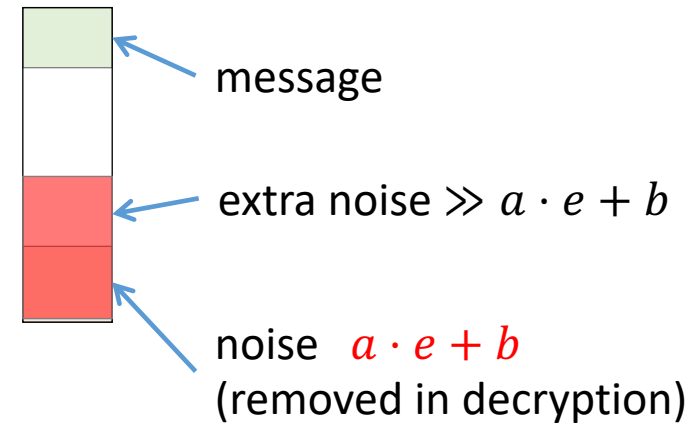 message
extra noise ≫ 𝑎 ⋅ 𝑒 + 𝑏
noise 𝑎 ⋅ 𝑒 + 𝑏
(removed in decryption)